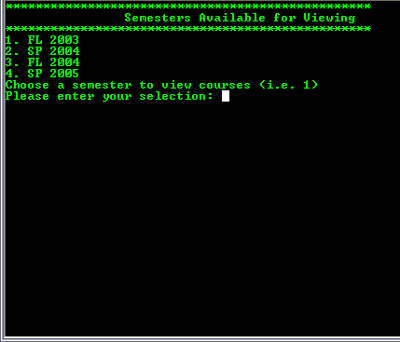 *************************************************
Semesters Available for Viewing
*************************************************
1. FL 2003
2. SP 2004
3. FL 2004
4. SP 2005
Choose a semester to view courses (i.e. 1)
Please enter your selection: